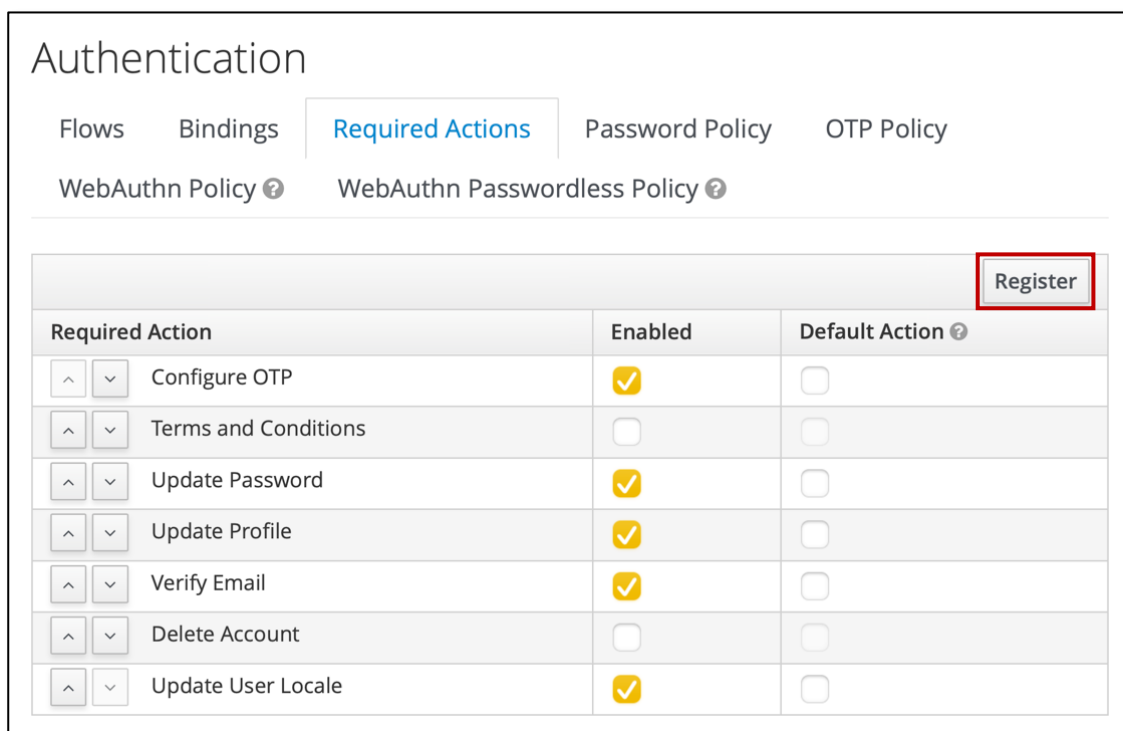 Authentication
Flows Bindings Required Actions Password Policy OTP Policy
WebAuthn Policy WebAuthn Passwordless Policy
Register
Required Action Enabled Default Action
Configure OTP
Terms and Conditions
Update Password
Update Profile
Verify Email
Delete Account
Update User Locale